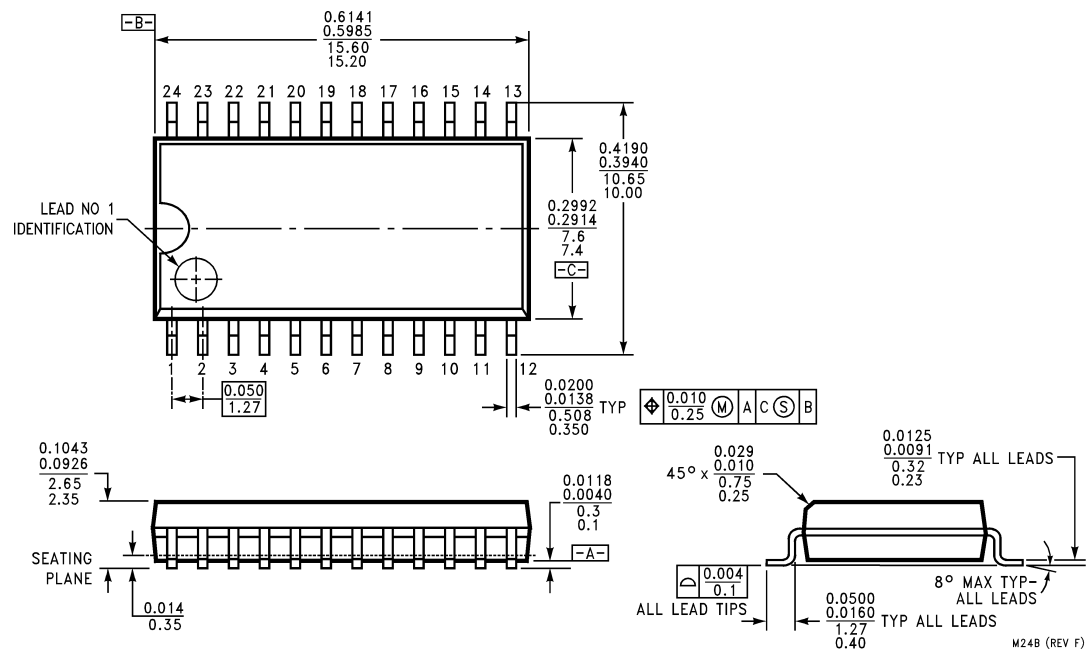 -B-
0.6141
0.5985
15.60
15.20
24 23 22 21 20 19 18 17 16 15 14 13
LEAD NO 1
IDENTIFICATION
0.4190
0.3940
10.65
10.00
0.2992
0.2914
7.6
7.4
-C-
1 2 3 4 5 6 7 8 9 10 11 12
0.050
1.27
0.0200
0.0138
0.508
0.350
TYP
0.010
0.25
M A C S B
0.1043
0.0926
2.65
2.35
SEATING
PLANE
0.014
0.35
0.0118
0.0040
0.3
0.1
-A-
45° x
0.029
0.010
0.75
0.25
0.0125
0.0091
0.32
0.23
TYP ALL LEADS
0.004
0.1
ALL LEAD TIPS
0.0500
0.0160
1.27
0.40
TYP ALL LEADS
8° MAX TYP-
ALL LEADS
M24B (REV F)